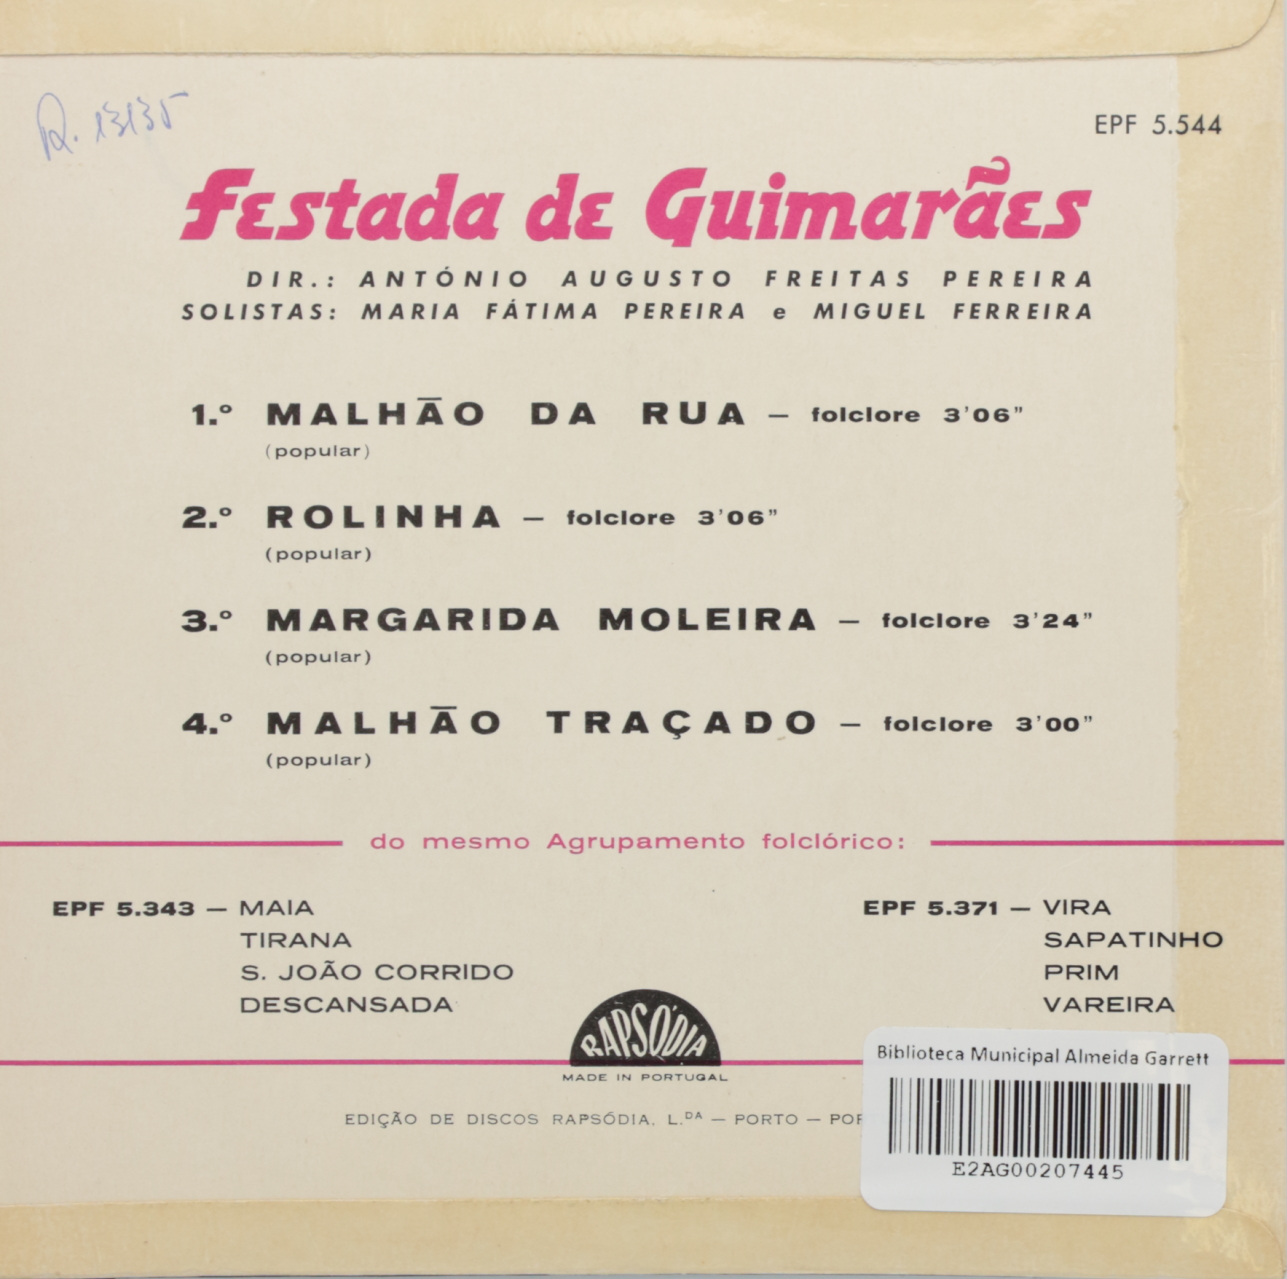 R. 13135
EPF 5.544
Festada de Guimarães
DIR.: ANTÓNIO AUGUSTO FREITAS PEREIRA
SOLISTAS: MARIA FÁTIMA PEREIRA e MIGUEL FERREIRA
1.º MALHÃO DA RUA — folclore 3'06"
(popular)
2.º ROLINHA — folclore 3'06"
(popular)
3.º MARGARIDA MOLEIRA — folclore 3'24"
(popular)
4.º MALHÃO TRAÇADO — folclore 3'00"
(popular)
do mesmo Agrupamento folclórico:
EPF 5.343 — MAIA
TIRANA
S. JOÃO CORRIDO
DESCANSADA
EPF 5.371 — VIRA
SAPATINHO
PRIM
VAREIRA
RAPSÓDIA
MADE IN PORTUGAL
EDIÇÃO DE DISCOS RAPSÓDIA, L.DA — PORTO —
Biblioteca Municipal Almeida Garrett
E2AG00207445